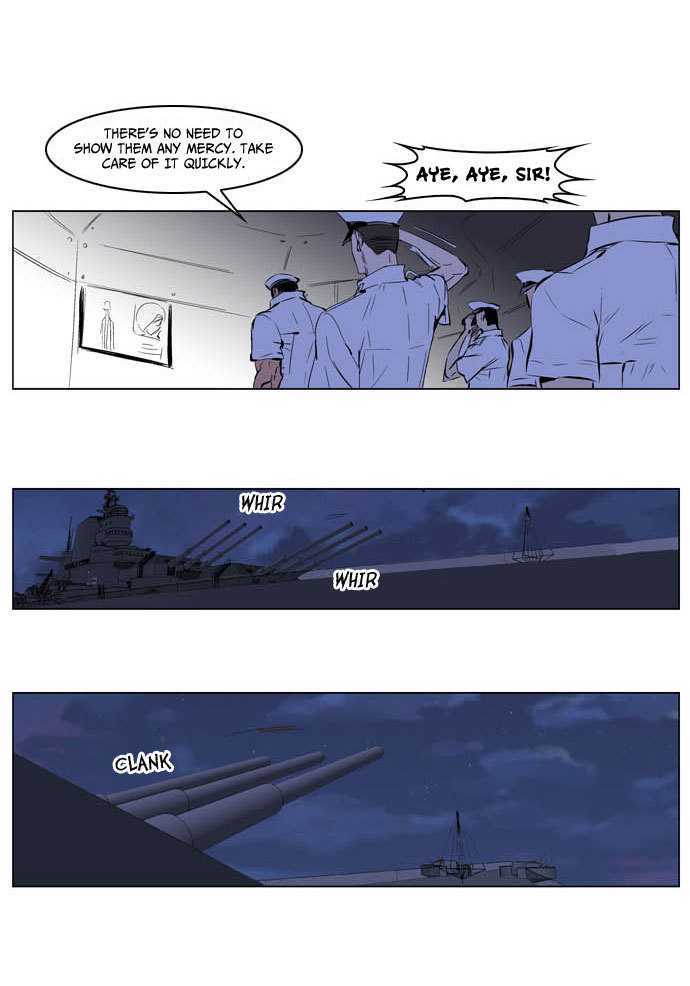 THERE'S NO NEED TO
SHOW THEM ANY MERCY. TAKE
CARE OF IT QUICKLY.
AYE, AYE, SIR!
WHIR
WHIR
CLANK